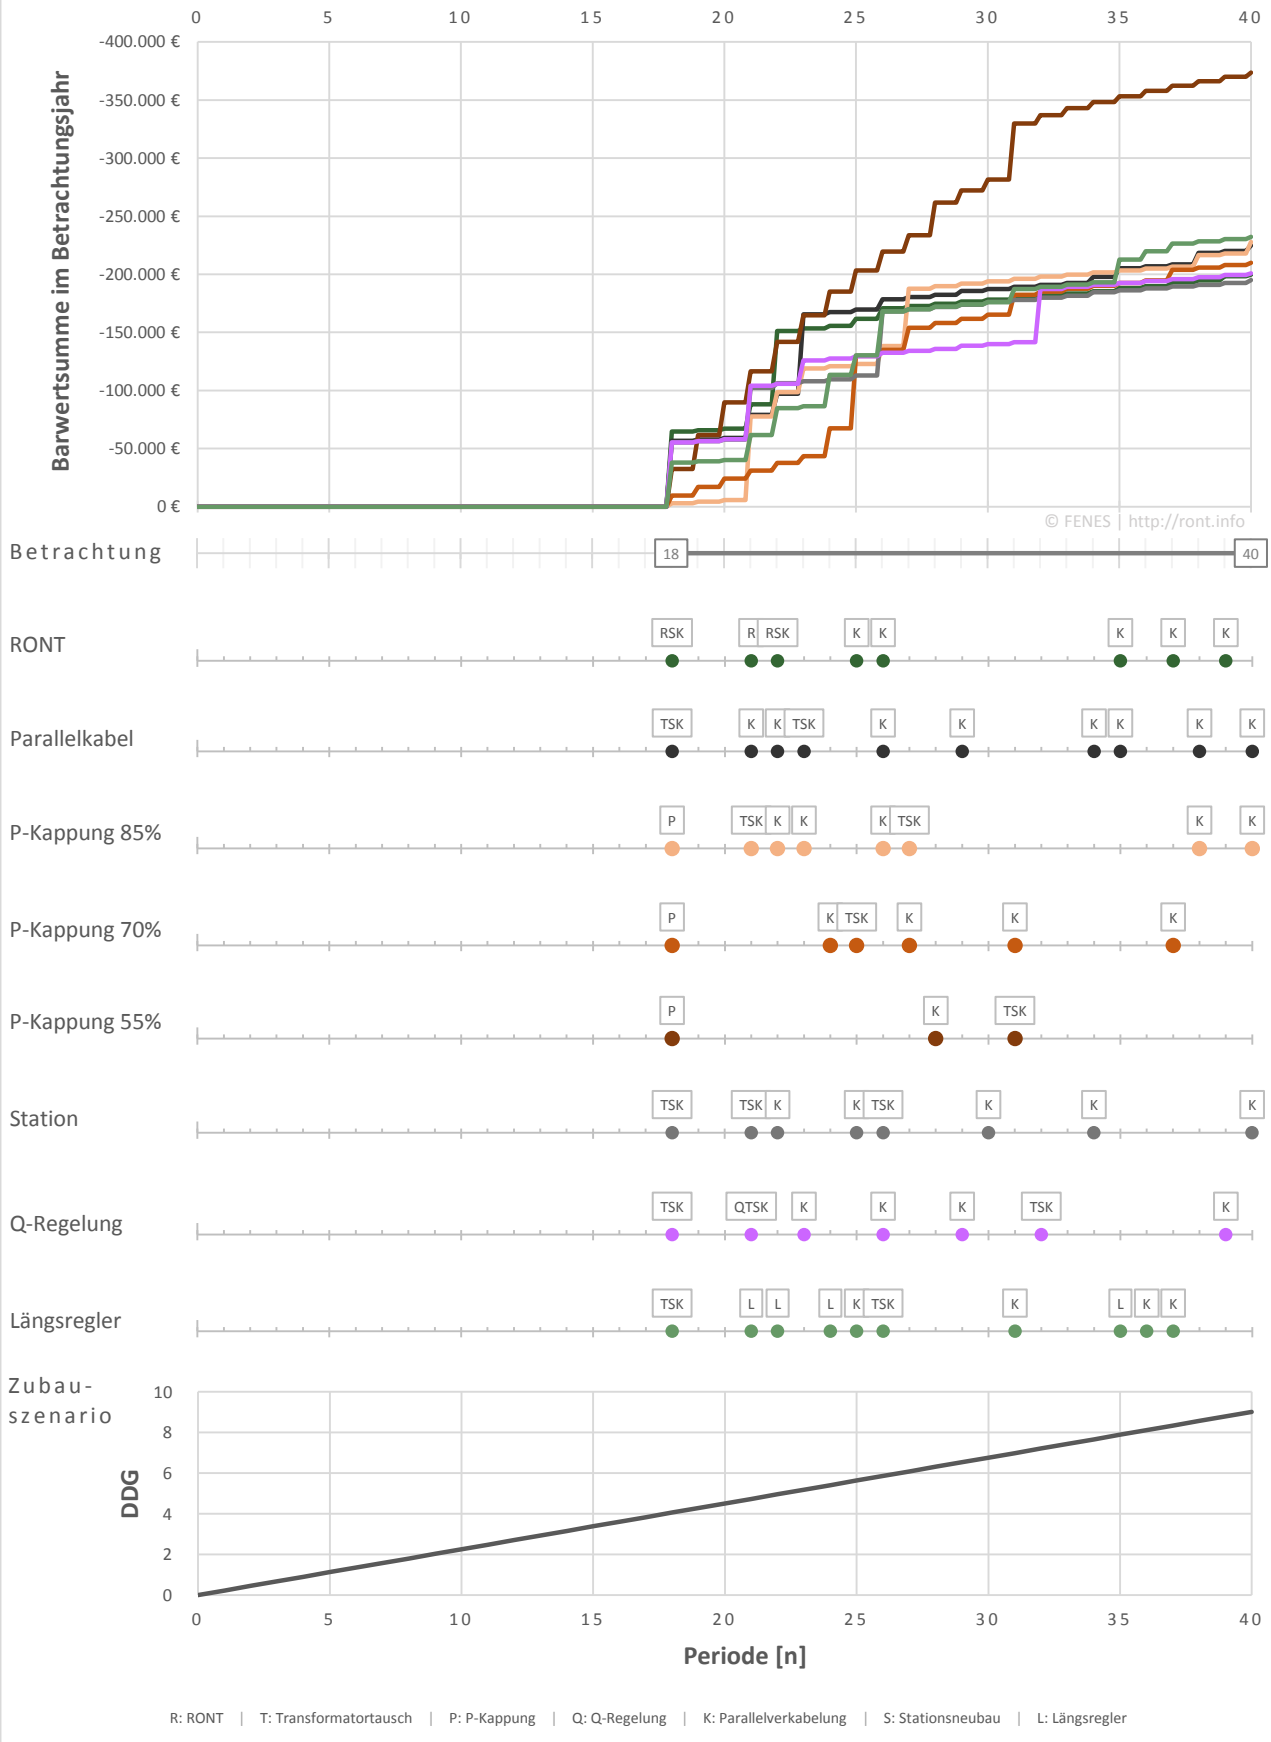 0 5 10 15 20 25 30 35 40
Barwertsumme im Betrachtungsjahr
-400.000 €
-350.000 €
-300.000 €
-250.000 €
-200.000 €
-150.000 €
-100.000 €
-50.000 €
0 €
© FENES | http://ront.info
Betrachtung 18 40
RONT RSK R RSK K K K K K
Parallelkabel TSK K K TSK K K K K K K
P-Kappung 85% P TSK K K K TSK K K
P-Kappung 70% P K TSK K K K
P-Kappung 55% P K TSK
Station TSK TSK K K TSK K K K
Q-Regelung TSK QTSK K K K TSK K
Längsregler TSK L L L K TSK K L K K
Zubau-
szenario
DDG
10
8
6
4
2
0
0 5 10 15 20 25 30 35 40
Periode [n]
R: RONT | T: Transformatortausch | P: P-Kappung | Q: Q-Regelung | K: Parallelverkabelung | S: Stationsneubau | L: Längsregler